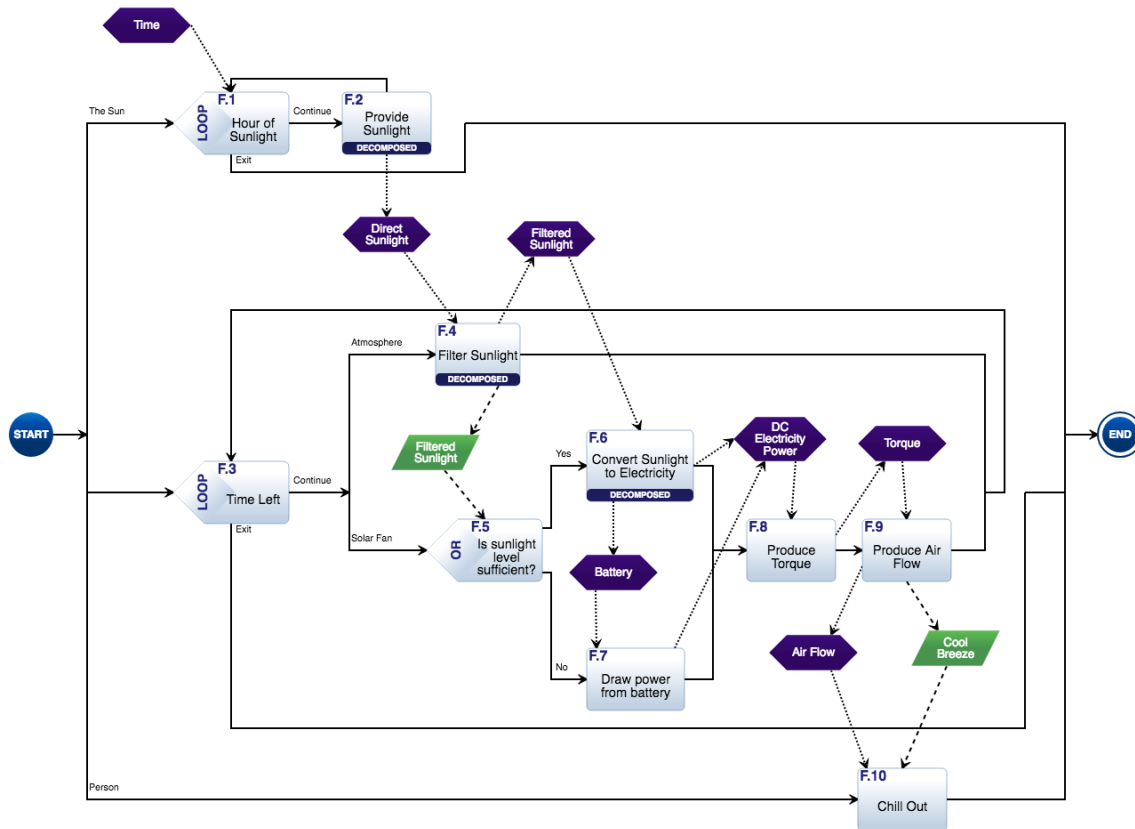 Time
F.1
LOOP
Hour of
Sunlight
The Sun
Continue
Exit
F.2
Provide
Sunlight
DECOMPOSED
Direct
Sunlight
Filtered
Sunlight
F.4
Filter Sunlight
DECOMPOSED
Atmosphere
START
END
Filtered
Sunlight
F.6
Convert Sunlight
to Electricity
DECOMPOSED
DC
Electricity
Power
Torque
Yes
F.3
LOOP
Time Left
Continue
Exit
Solar Fan
F.5
OR
Is sunlight
level
sufficient?
F.8
Produce
Torque
F.9
Produce Air
Flow
Battery
No
F.7
Draw power
from battery
Air Flow
Cool
Breeze
Person
F.10
Chill Out